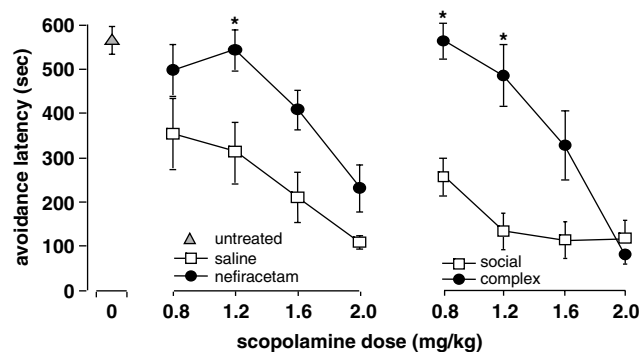 avoidance latency (sec)
600
500
400
300
200
100
0
*
untreated
saline
nefiracetam
* *
social
complex
0 0.8 1.2 1.6 2.0 0.8 1.2 1.6 2.0
scopolamine dose (mg/kg)